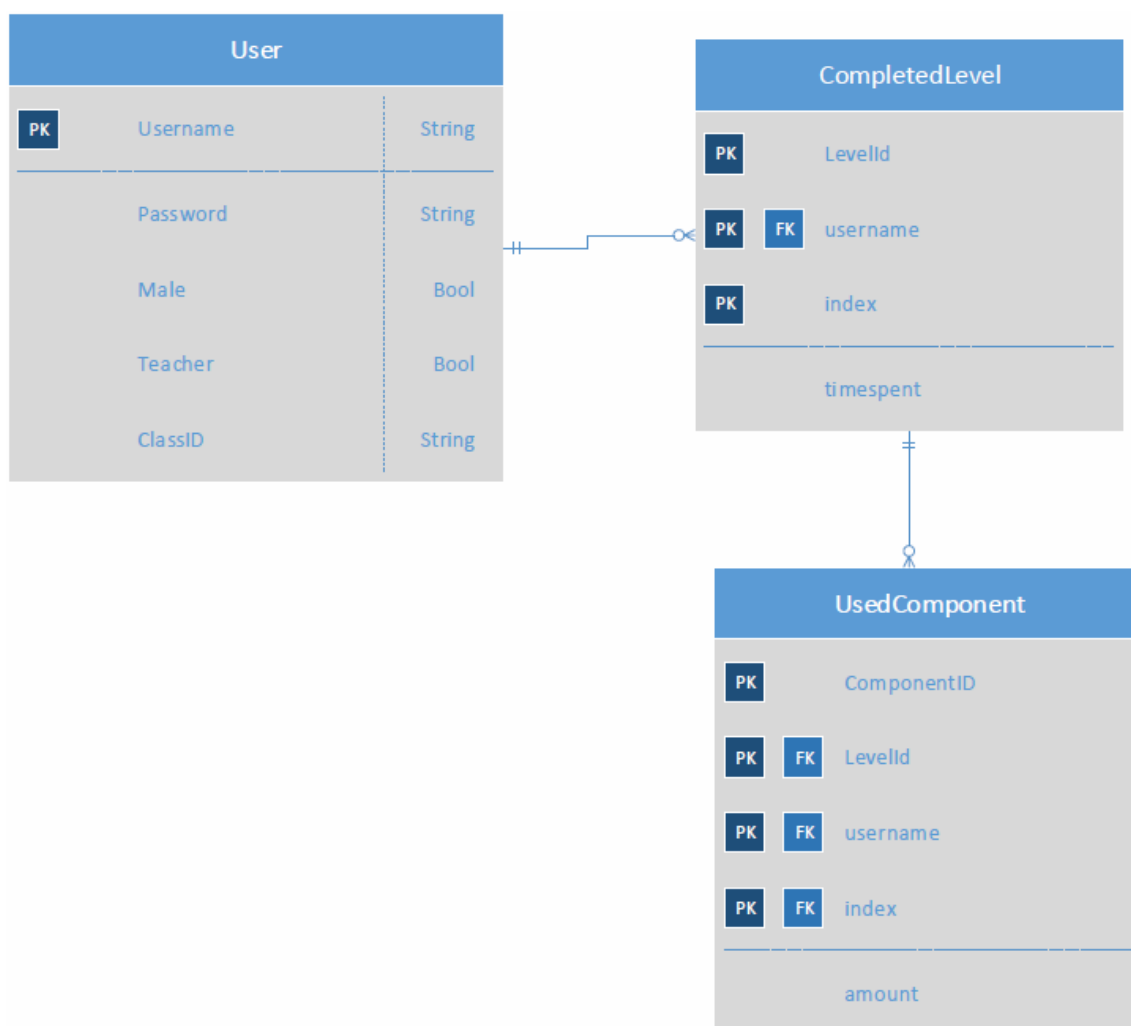 User
PK Username String
Password String
Male Bool
Teacher Bool
ClassID String
CompletedLevel
PK LevelId
PK FK username
PK index
timespent
UsedComponent
PK ComponentID
PK FK LevelId
PK FK username
PK FK index
amount